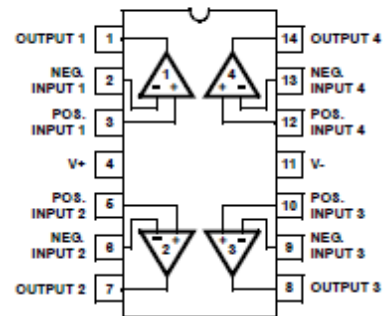 OUTPUT 1 1 14 OUTPUT 4
NEG. INPUT 1 2 13 NEG. INPUT 4
1 4
- + + -
POS. INPUT 1 3 12 POS. INPUT 4
V+ 4 11 V-
POS. INPUT 2 5 10 POS. INPUT 3
- + + -
NEG. INPUT 2 6 9 NEG. INPUT 3
2 3
OUTPUT 2 7 8 OUTPUT 3